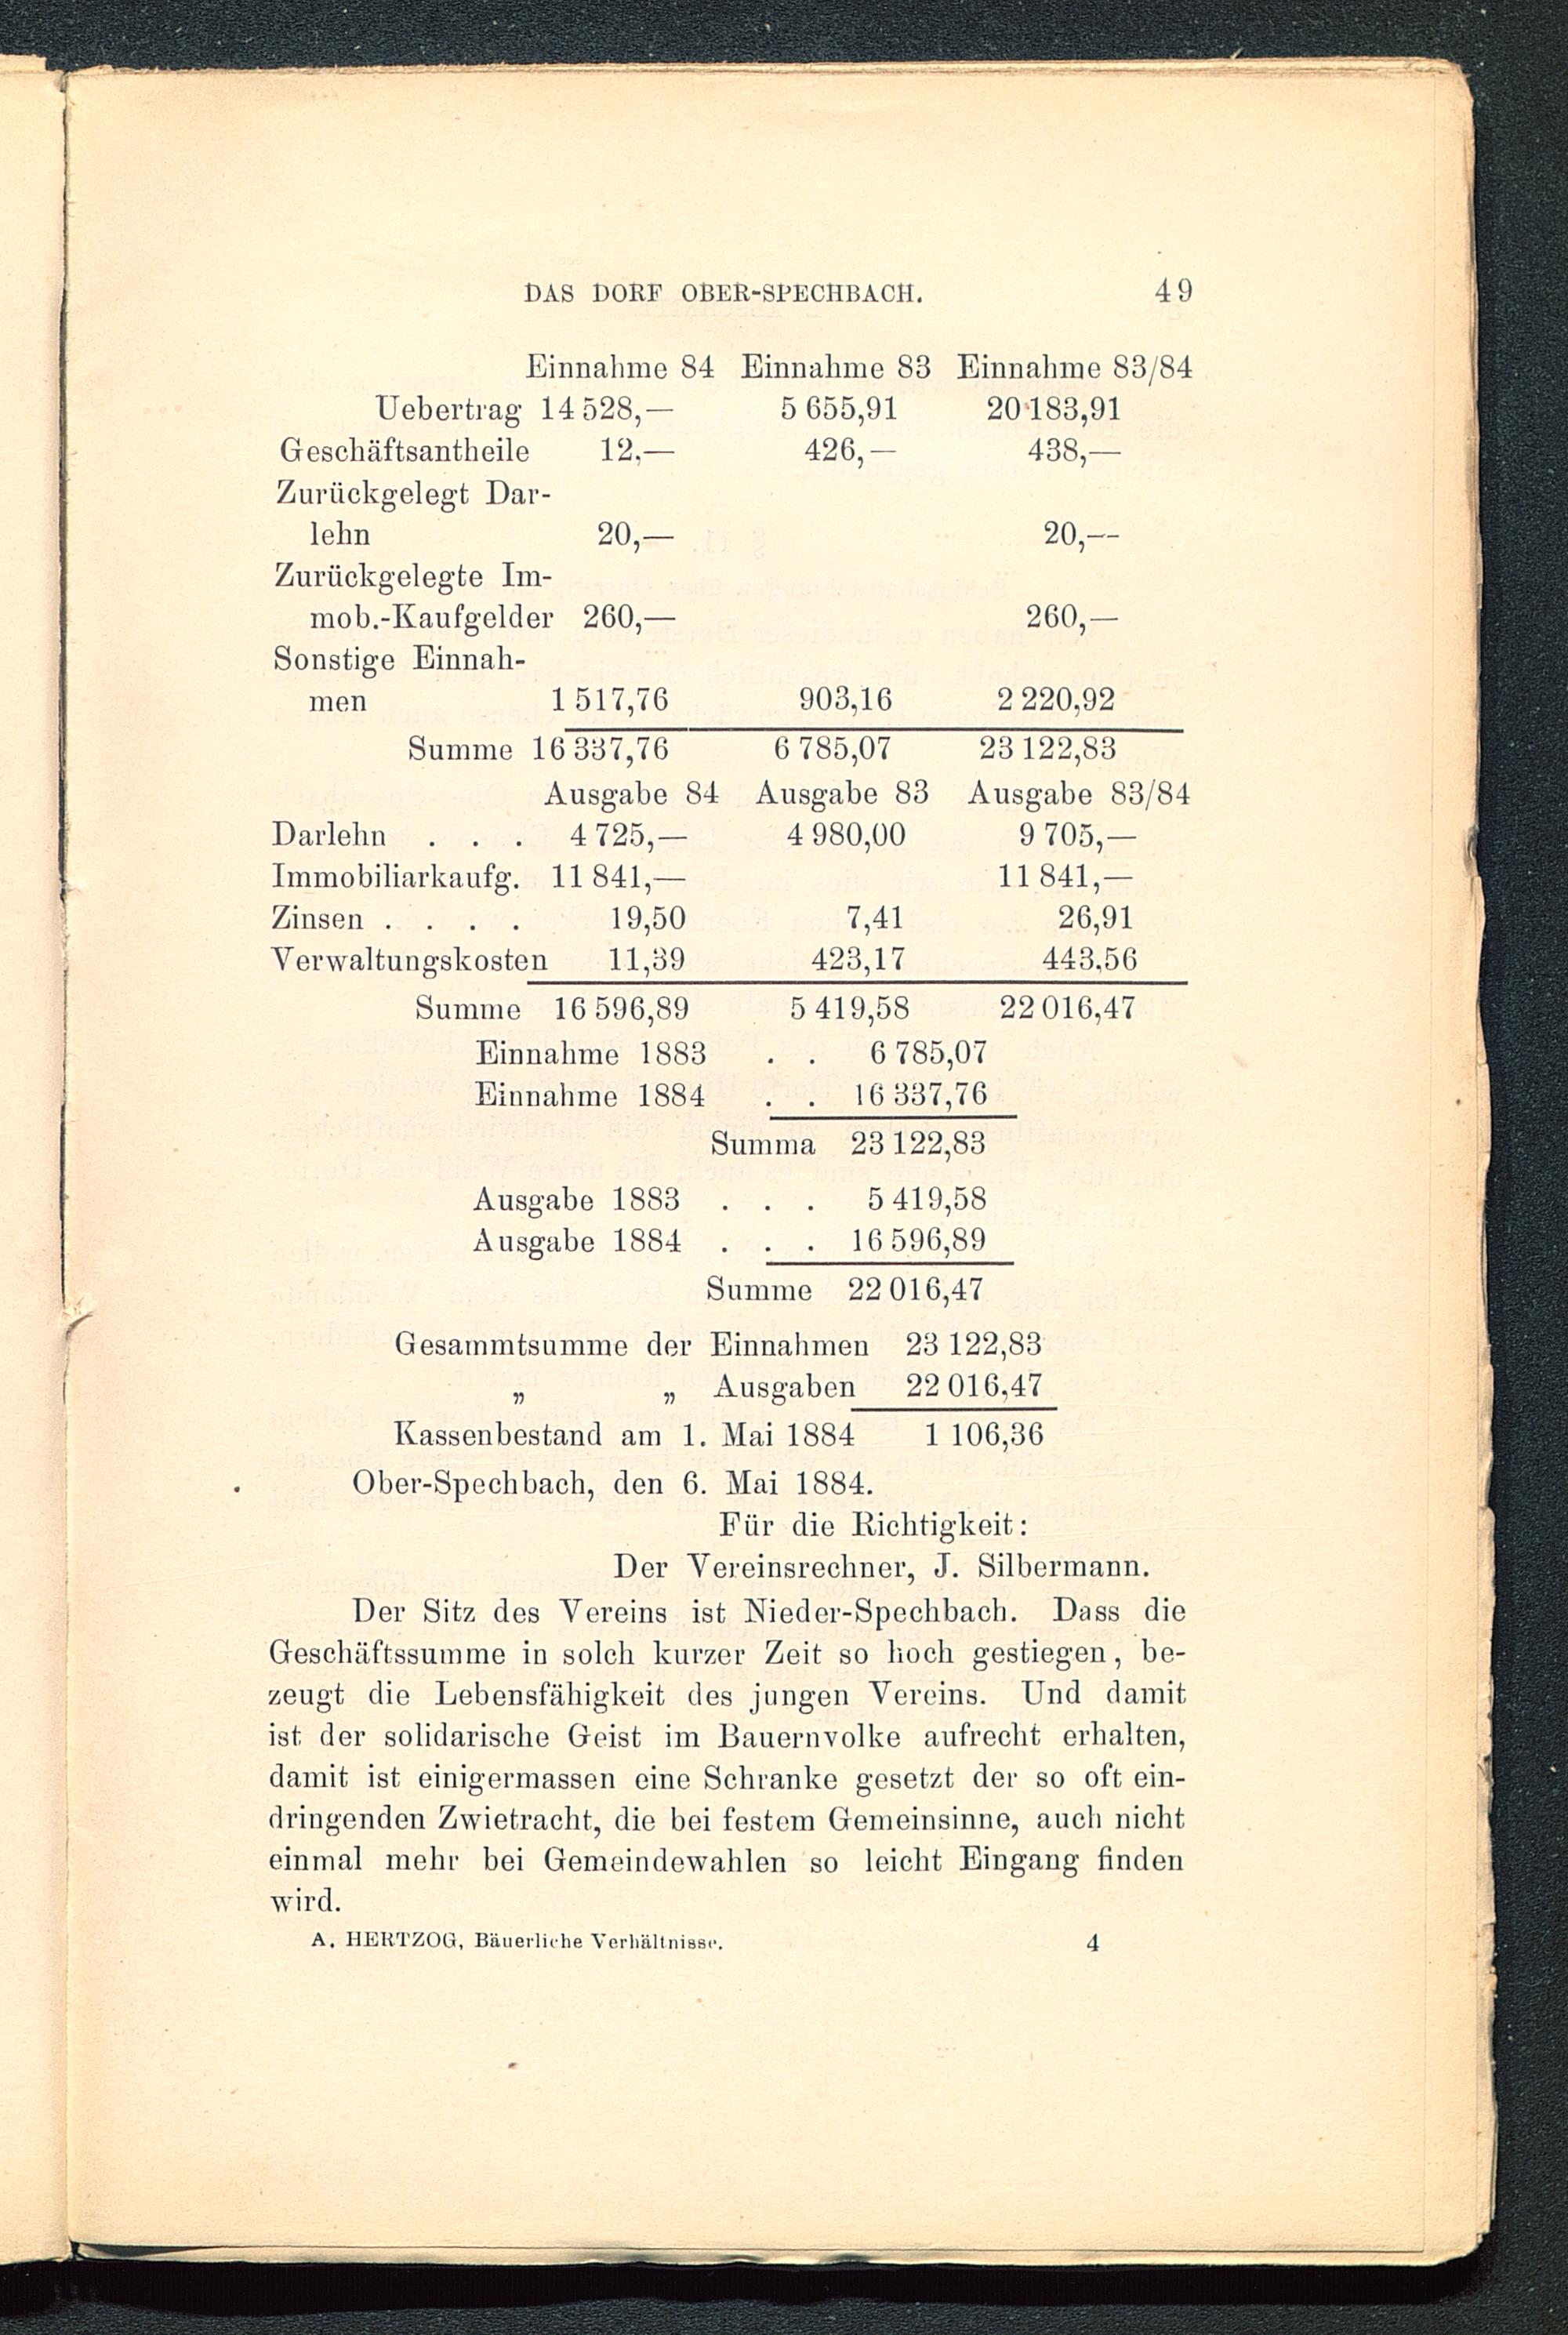 DAS DORF OBER-SPECHBACH. 49
Einnahme 84 Einnahme 83 Einnahme 83/84
Uebertrag 14 528,— 5 655,91 20 183,91
Geschäftsantheile 12,— 426,— 438,—
Zurückgelegt Dar-
lehn 20,— 20,—
Zurückgelegte Im-
mob.-Kaufgelder 260,— 260,—
Sonstige Einnah-
men 1 517,76 903,16 2 220,92
Summe 16 337,76 6 785,07 23 122,83
Ausgabe 84 Ausgabe 83 Ausgabe 83/84
Darlehn . . . 4 725,— 4 980,00 9 705,—
Immobiliarkaufg. 11 841,— 11 841,—
Zinsen . . . . 19,50 7,41 26,91
Verwaltungskosten 11,39 423,17 443,56
Summe 16 596,89 5 419,58 22 016,47
Einnahme 1883 . . 6 785,07
Einnahme 1884 . . 16 337,76
Summa 23 122,83
Ausgabe 1883 . . . 5 419,58
Ausgabe 1884 . . . 16 596,89
Summe 22 016,47
Gesammtsumme der Einnahmen 23 122,83
„ „ Ausgaben 22 016,47
Kassenbestand am 1. Mai 1884 1 106,36
Ober-Spechbach, den 6. Mai 1884.
Für die Richtigkeit:
Der Vereinsrechner, J. Silbermann.
Der Sitz des Vereins ist Nieder-Spechbach. Dass die
Geschäftssumme in solch kurzer Zeit so hoch gestiegen, be-
zeugt die Lebensfähigkeit des jungen Vereins. Und damit
ist der solidarische Geist im Bauernvolke aufrecht erhalten,
damit ist einigermassen eine Schranke gesetzt der so oft ein-
dringenden Zwietracht, die bei festem Gemeinsinne, auch nicht
einmal mehr bei Gemeindewahlen so leicht Eingang finden
wird.
A. HERTZOG, Bäuerliche Verhältnisse. 4